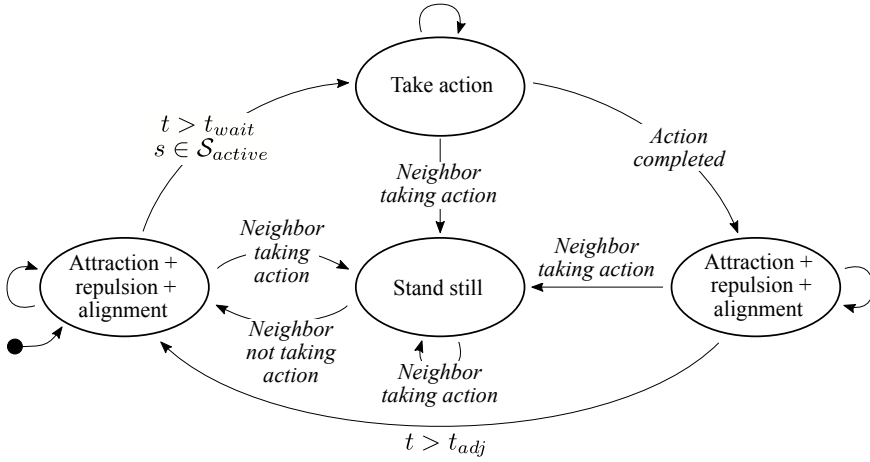 Take action
t > t_wait
s ∈ S_active
Action
completed
Neighbor
taking action
Neighbor
taking
action
Neighbor
taking action
Attraction +
repulsion +
alignment
Stand still
Attraction +
repulsion +
alignment
Neighbor
not taking
action
Neighbor
taking action
t > t_adj